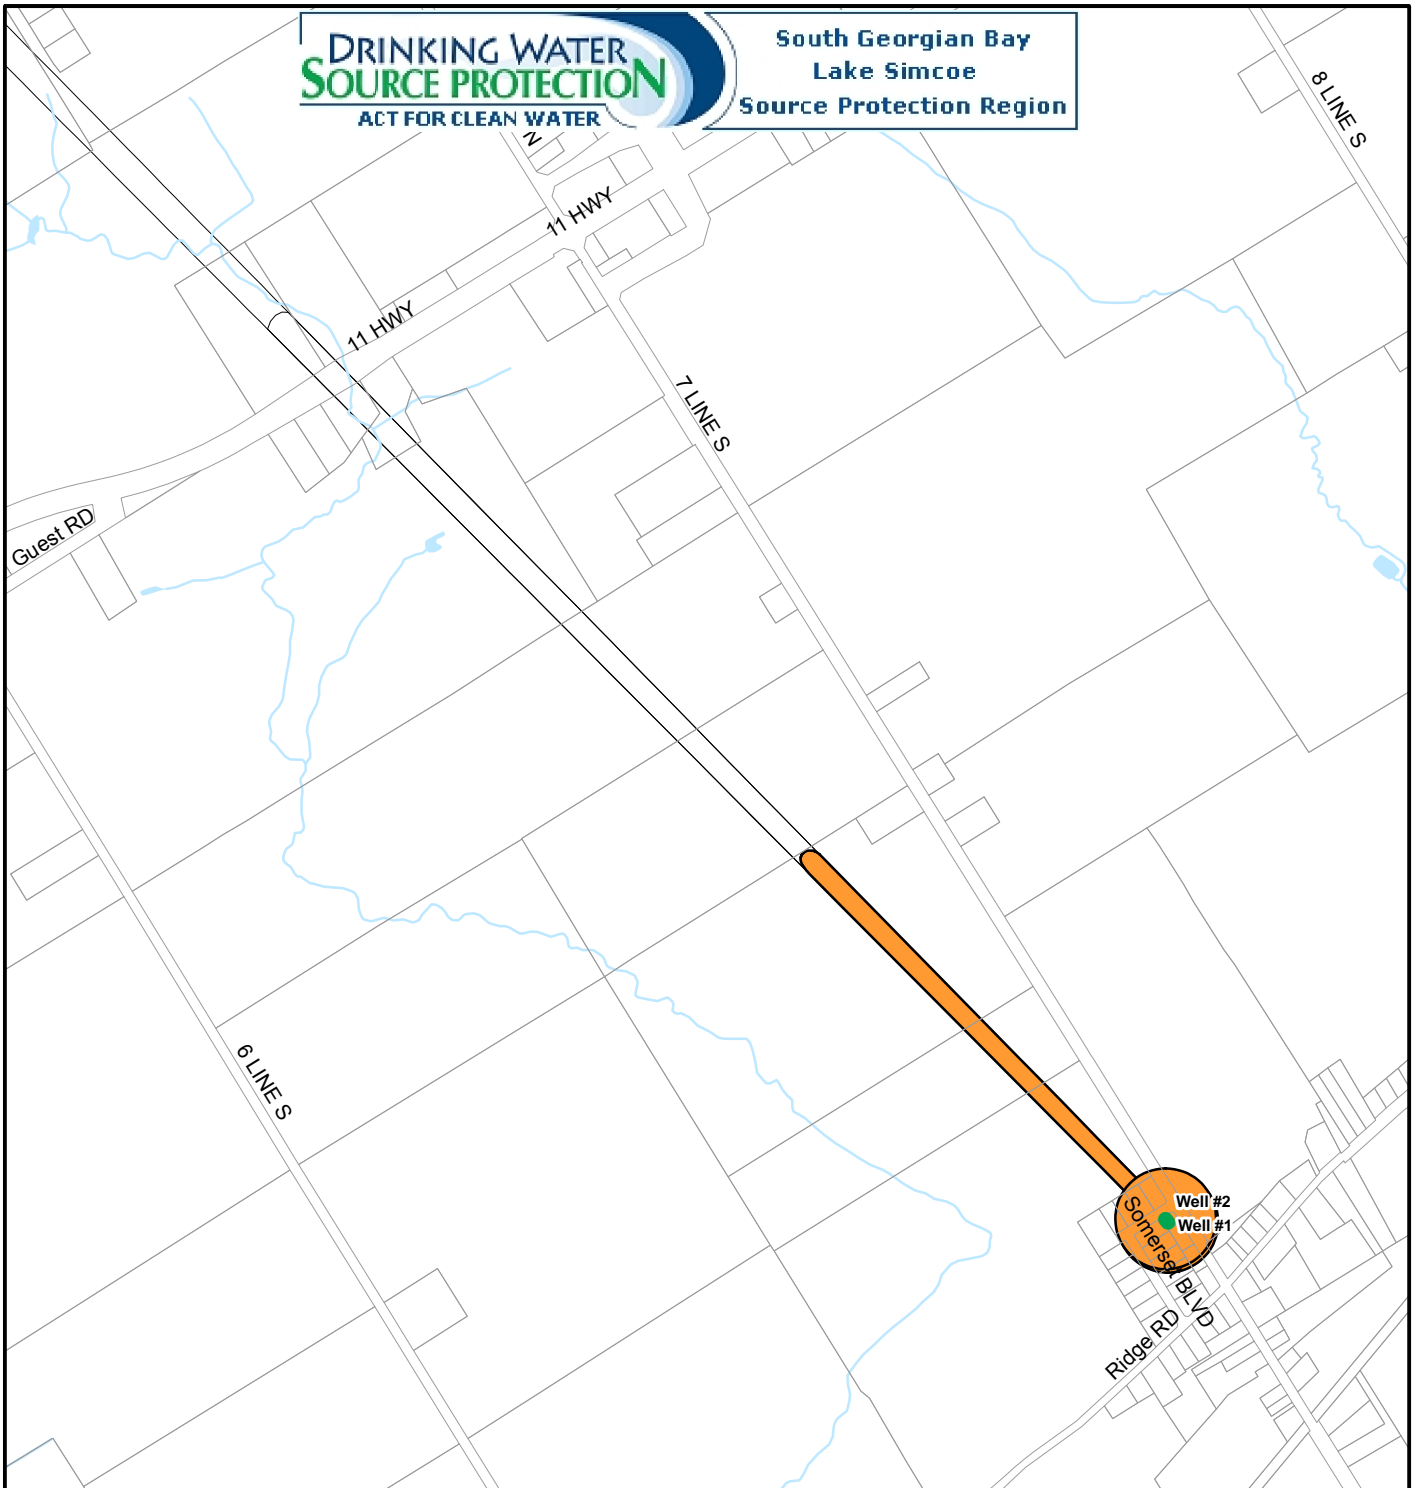 DRINKING WATER
SOURCE PROTECTION
ACT FOR CLEAN WATER
South Georgian Bay
Lake Simcoe
Source Protection Region
8 LINE S
N
11 HWY
11 HWY
7 LINE S
Guest RD
6 LINE S
Well #2
Well #1
Somerset BLVD
Ridge RD